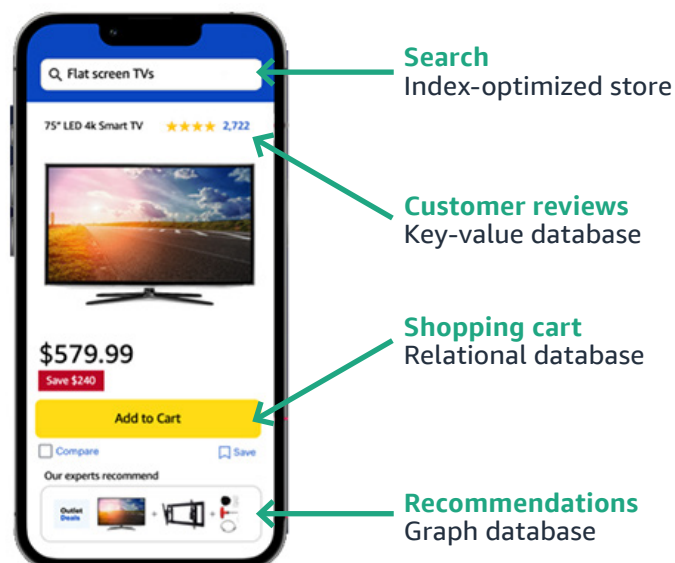 Flat screen TVs
75" LED 4k Smart TV 2,722
$579.99
Save $240
Add to Cart
Compare Save
Our experts recommend
Outlet
Deals
+ +
Search
Index-optimized store
Customer reviews
Key-value database
Shopping cart
Relational database
Recommendations
Graph database